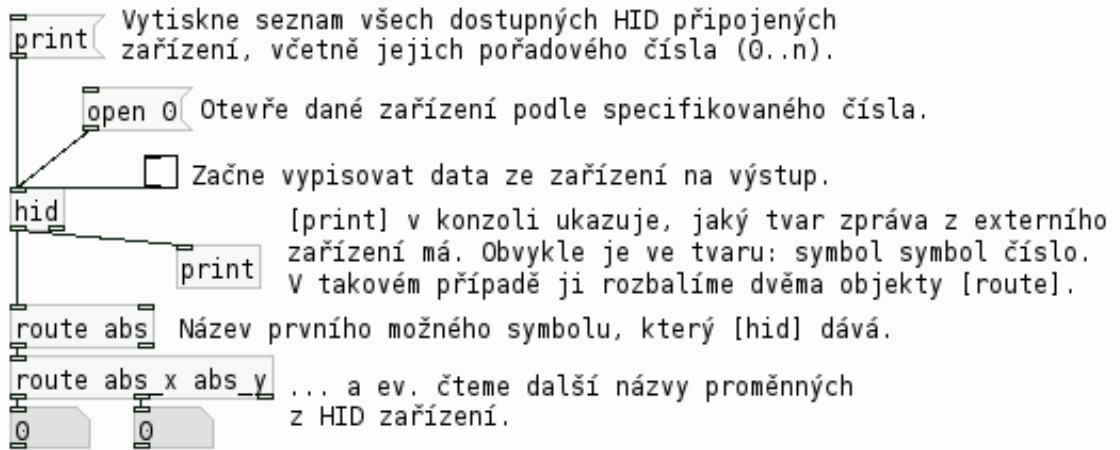 print
Vytiskne seznam všech dostupných HID připojených
zařízení, včetně jejich pořadového čísla (0..n).
open 0
Otevře dané zařízení podle specifikovaného čísla.
Začne vypisovat data ze zařízení na výstup.
hid
[print] v konzoli ukazuje, jaký tvar zpráva z externího
zařízení má. Obvykle je ve tvaru: symbol symbol číslo.
V takovém případě ji rozbalíme dvěma objekty [route].
print
route abs
Název prvního možného symbolu, který [hid] dává.
route abs_x abs_y
... a ev. čteme další názvy proměnných
z HID zařízení.
0
0